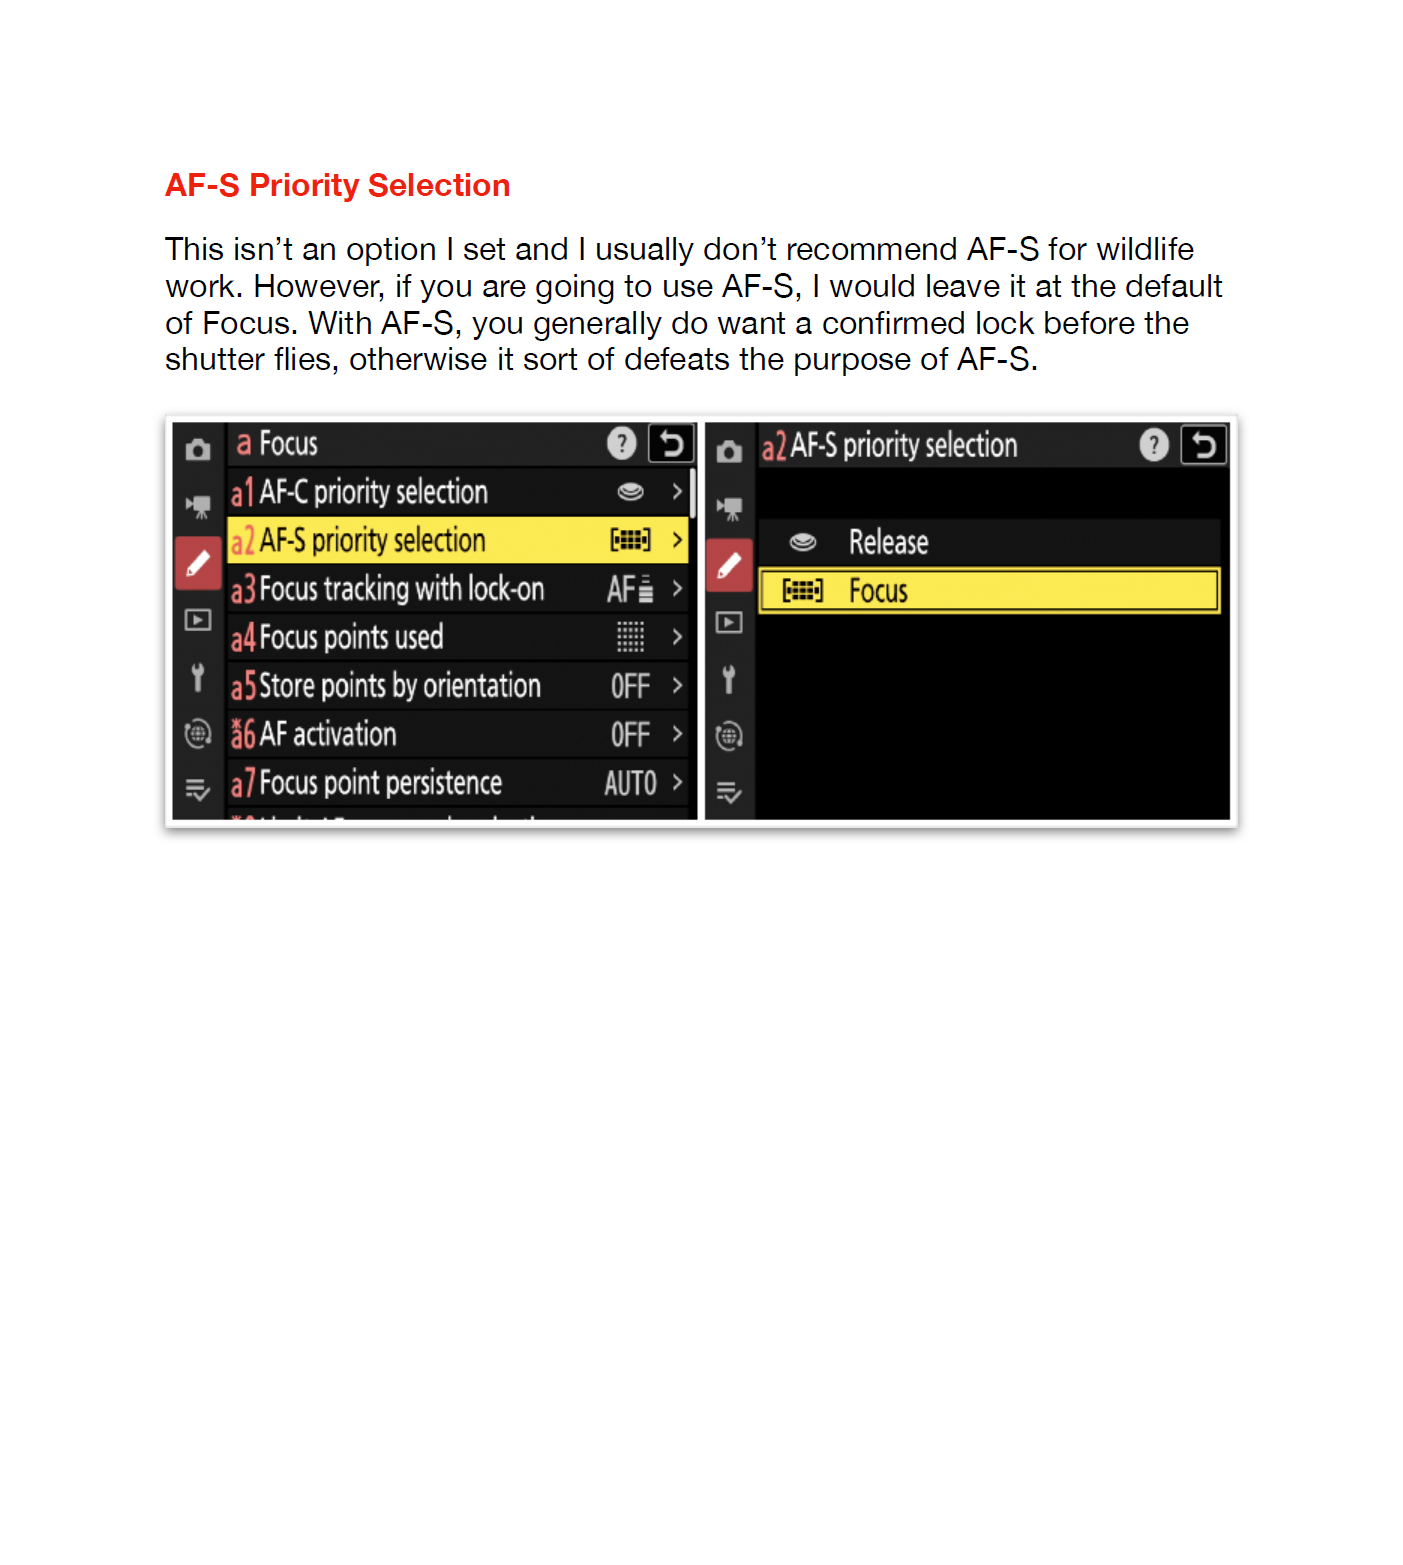 AF-S Priority Selection
This isn’t an option I set and I usually don’t recommend AF-S for wildlife
work. However, if you are going to use AF-S, I would leave it at the default
of Focus. With AF-S, you generally do want a confirmed lock before the
shutter flies, otherwise it sort of defeats the purpose of AF-S.
a Focus ?
a1 AF-C priority selection >
a2 AF-S priority selection >
a3 Focus tracking with lock-on AF >
a4 Focus points used >
a5 Store points by orientation OFF >
*a6 AF activation OFF >
a7 Focus point persistence AUTO >
a2 AF-S priority selection ?
Release
Focus